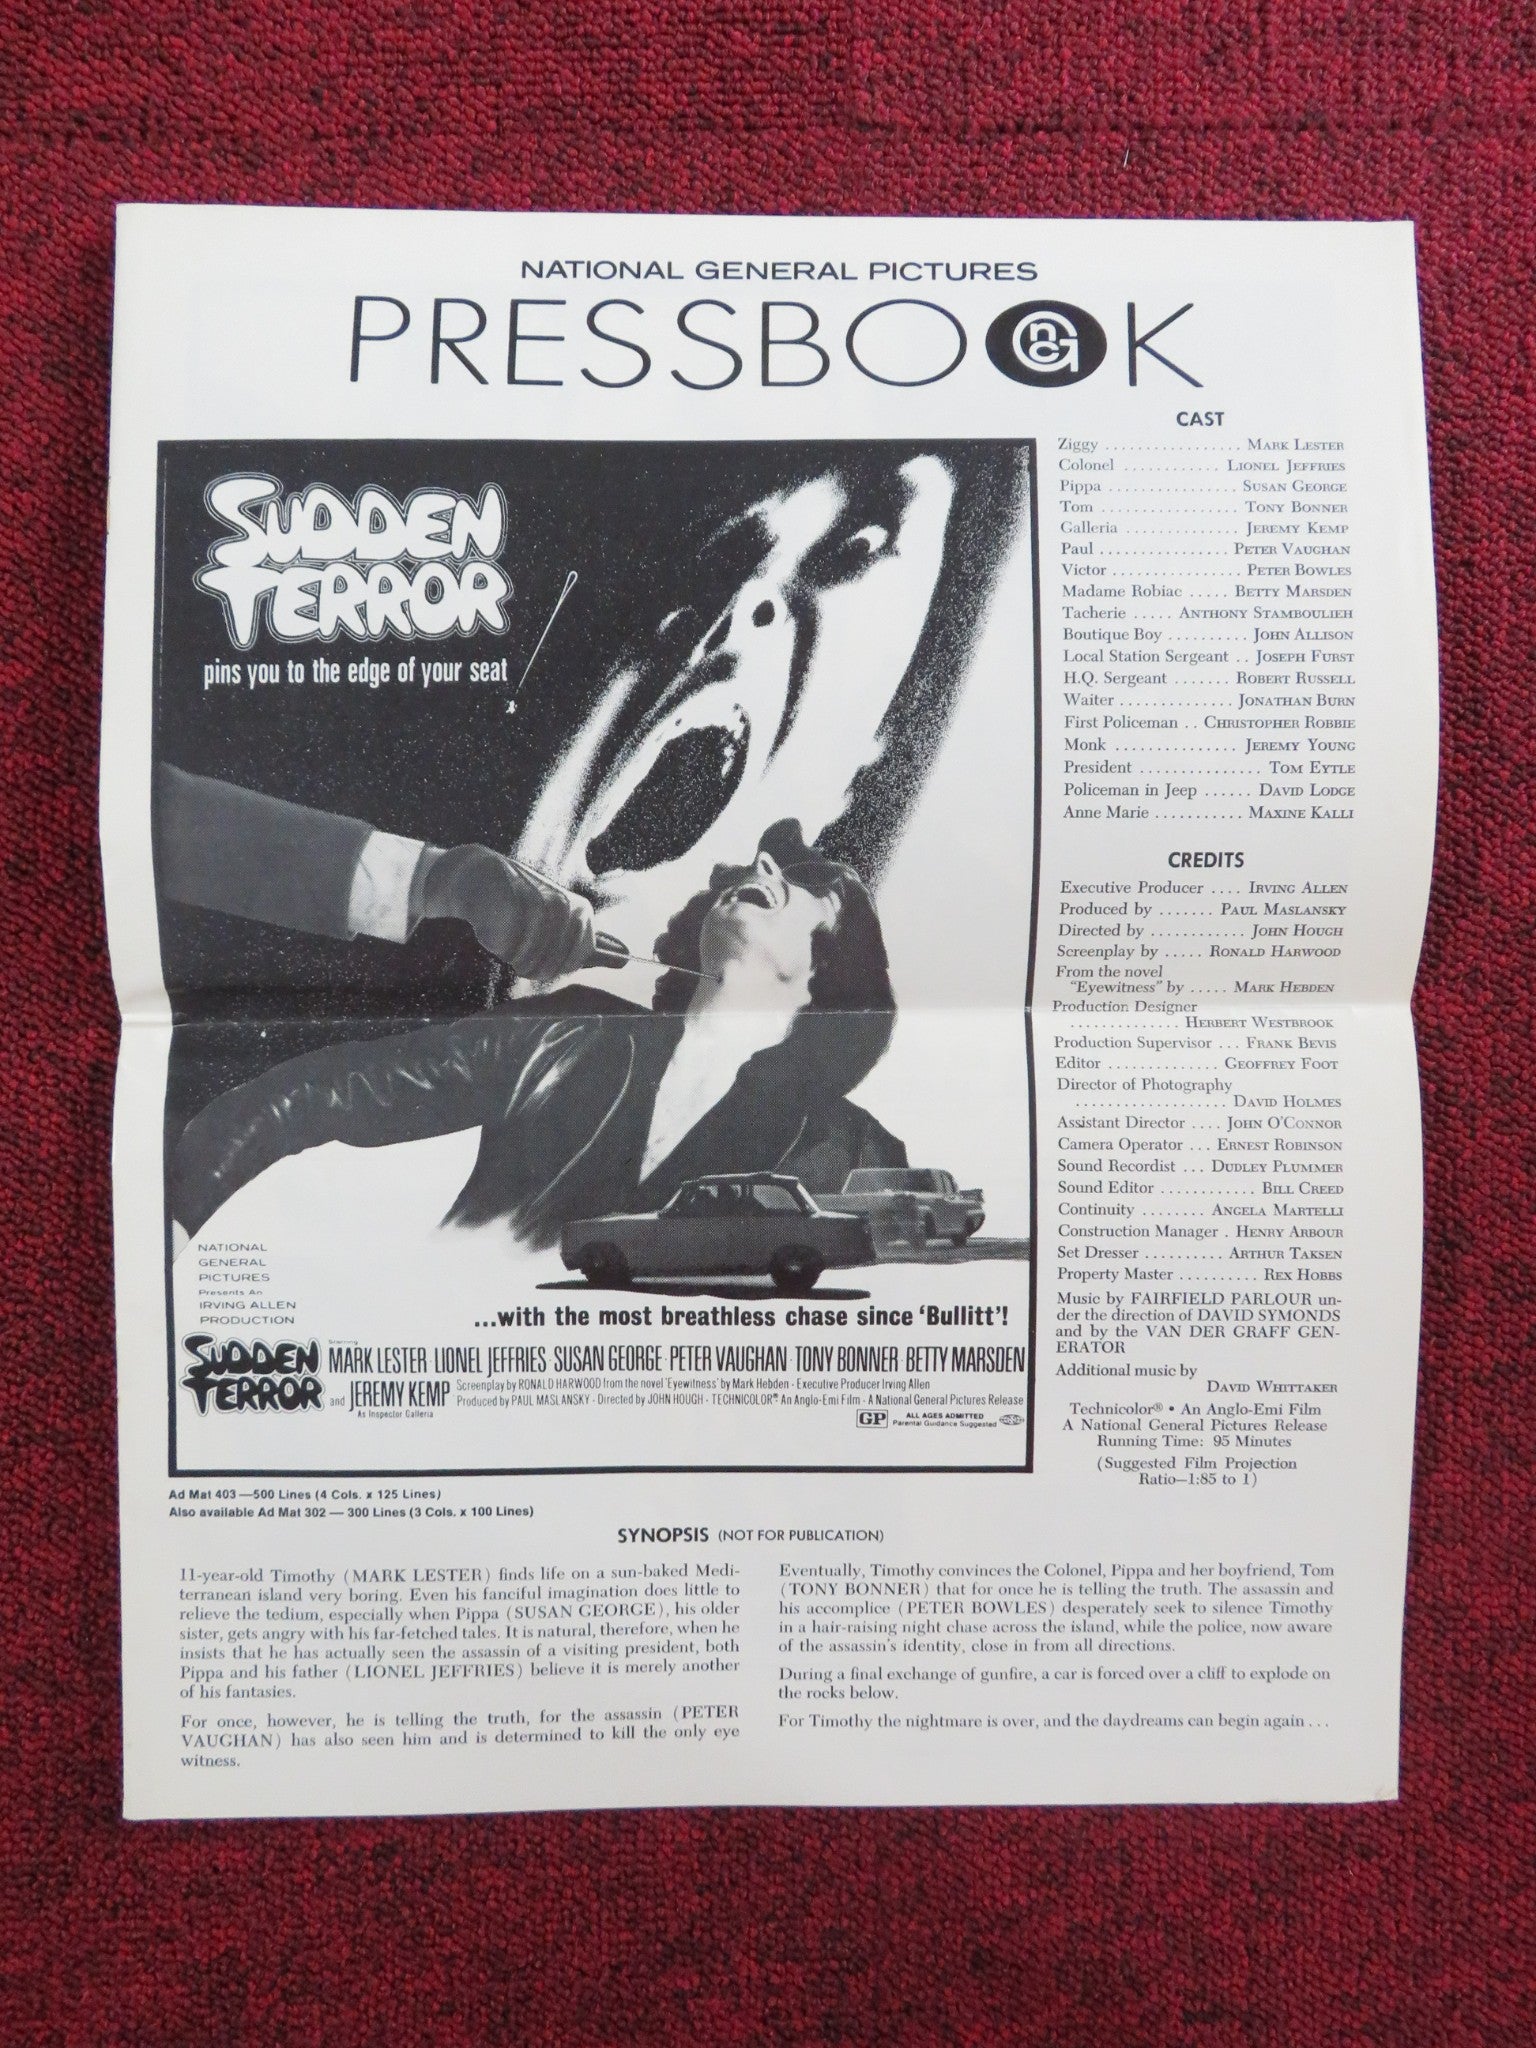 NATIONAL GENERAL PICTURES
PRESSBOOK
SUDDEN
TERROR
pins you to the edge of your seat
NATIONAL
GENERAL
PICTURES
Presents An
IRVING ALLEN
PRODUCTION
...with the most breathless chase since 'Bullitt'!
SUDDEN
TERROR
Starring
MARK LESTER · LIONEL JEFFRIES · SUSAN GEORGE · PETER VAUGHAN · TONY BONNER · BETTY MARSDEN
and JEREMY KEMP
As Inspector Galleria
Screenplay by RONALD HARWOOD from the novel 'Eyewitness' by Mark Hebden - Executive Producer Irving Allen
Produced by PAUL MASLANSKY - Directed by JOHN HOUGH - TECHNICOLOR® An Anglo-Emi Film - A National General Pictures Release
GP ALL AGES ADMITTED
Parental Guidance Suggested
Ad Mat 403—500 Lines (4 Cols. x 125 Lines)
Also available Ad Mat 302 — 300 Lines (3 Cols. x 100 Lines)
CAST
Ziggy ................. MARK LESTER
Colonel ............ LIONEL JEFFRIES
Pippa ................ SUSAN GEORGE
Tom ................. TONY BONNER
Galleria ............. JEREMY KEMP
Paul ................ PETER VAUGHAN
Victor ................ PETER BOWLES
Madame Robiac ..... BETTY MARSDEN
Tacherie ..... ANTHONY STAMBOULIEH
Boutique Boy .......... JOHN ALLISON
Local Station Sergeant .. JOSEPH FURST
H.Q. Sergeant ....... ROBERT RUSSELL
Waiter .............. JONATHAN BURN
First Policeman .. CHRISTOPHER ROBBIE
Monk ............... JEREMY YOUNG
President ............... TOM EYTLE
Policeman in Jeep ...... DAVID LODGE
Anne Marie ........... MAXINE KALLI
CREDITS
Executive Producer .... IRVING ALLEN
Produced by ....... PAUL MASLANSKY
Directed by ............ JOHN HOUGH
Screenplay by ..... RONALD HARWOOD
From the novel
"Eyewitness" by ..... MARK HEBDEN
Production Designer
.............. HERBERT WESTBROOK
Production Supervisor ... FRANK BEVIS
Editor .............. GEOFFREY FOOT
Director of Photography
................... DAVID HOLMES
Assistant Director .... JOHN O'CONNOR
Camera Operator ... ERNEST ROBINSON
Sound Recordist ... DUDLEY PLUMMER
Sound Editor ............ BILL CREED
Continuity ........ ANGELA MARTELLI
Construction Manager . HENRY ARBOUR
Set Dresser .......... ARTHUR TAKSEN
Property Master .......... REX HOBBS
Music by FAIRFIELD PARLOUR un-
der the direction of DAVID SYMONDS
and by the VAN DER GRAFF GEN-
ERATOR
Additional music by
DAVID WHITTAKER
Technicolor® • An Anglo-Emi Film
A National General Pictures Release
Running Time: 95 Minutes
(Suggested Film Projection
Ratio—1:85 to 1)
SYNOPSIS (NOT FOR PUBLICATION)
11-year-old Timothy (MARK LESTER) finds life on a sun-baked Medi-
terranean island very boring. Even his fanciful imagination does little to
relieve the tedium, especially when Pippa (SUSAN GEORGE), his older
sister, gets angry with his far-fetched tales. It is natural, therefore, when he
insists that he has actually seen the assassin of a visiting president, both
Pippa and his father (LIONEL JEFFRIES) believe it is merely another
of his fantasies.
For once, however, he is telling the truth, for the assassin (PETER
VAUGHAN) has also seen him and is determined to kill the only eye
witness.
Eventually, Timothy convinces the Colonel, Pippa and her boyfriend, Tom
(TONY BONNER) that for once he is telling the truth. The assassin and
his accomplice (PETER BOWLES) desperately seek to silence Timothy
in a hair-raising night chase across the island, while the police, now aware
of the assassin's identity, close in from all directions.
During a final exchange of gunfire, a car is forced over a cliff to explode on
the rocks below.
For Timothy the nightmare is over, and the daydreams can begin again ...